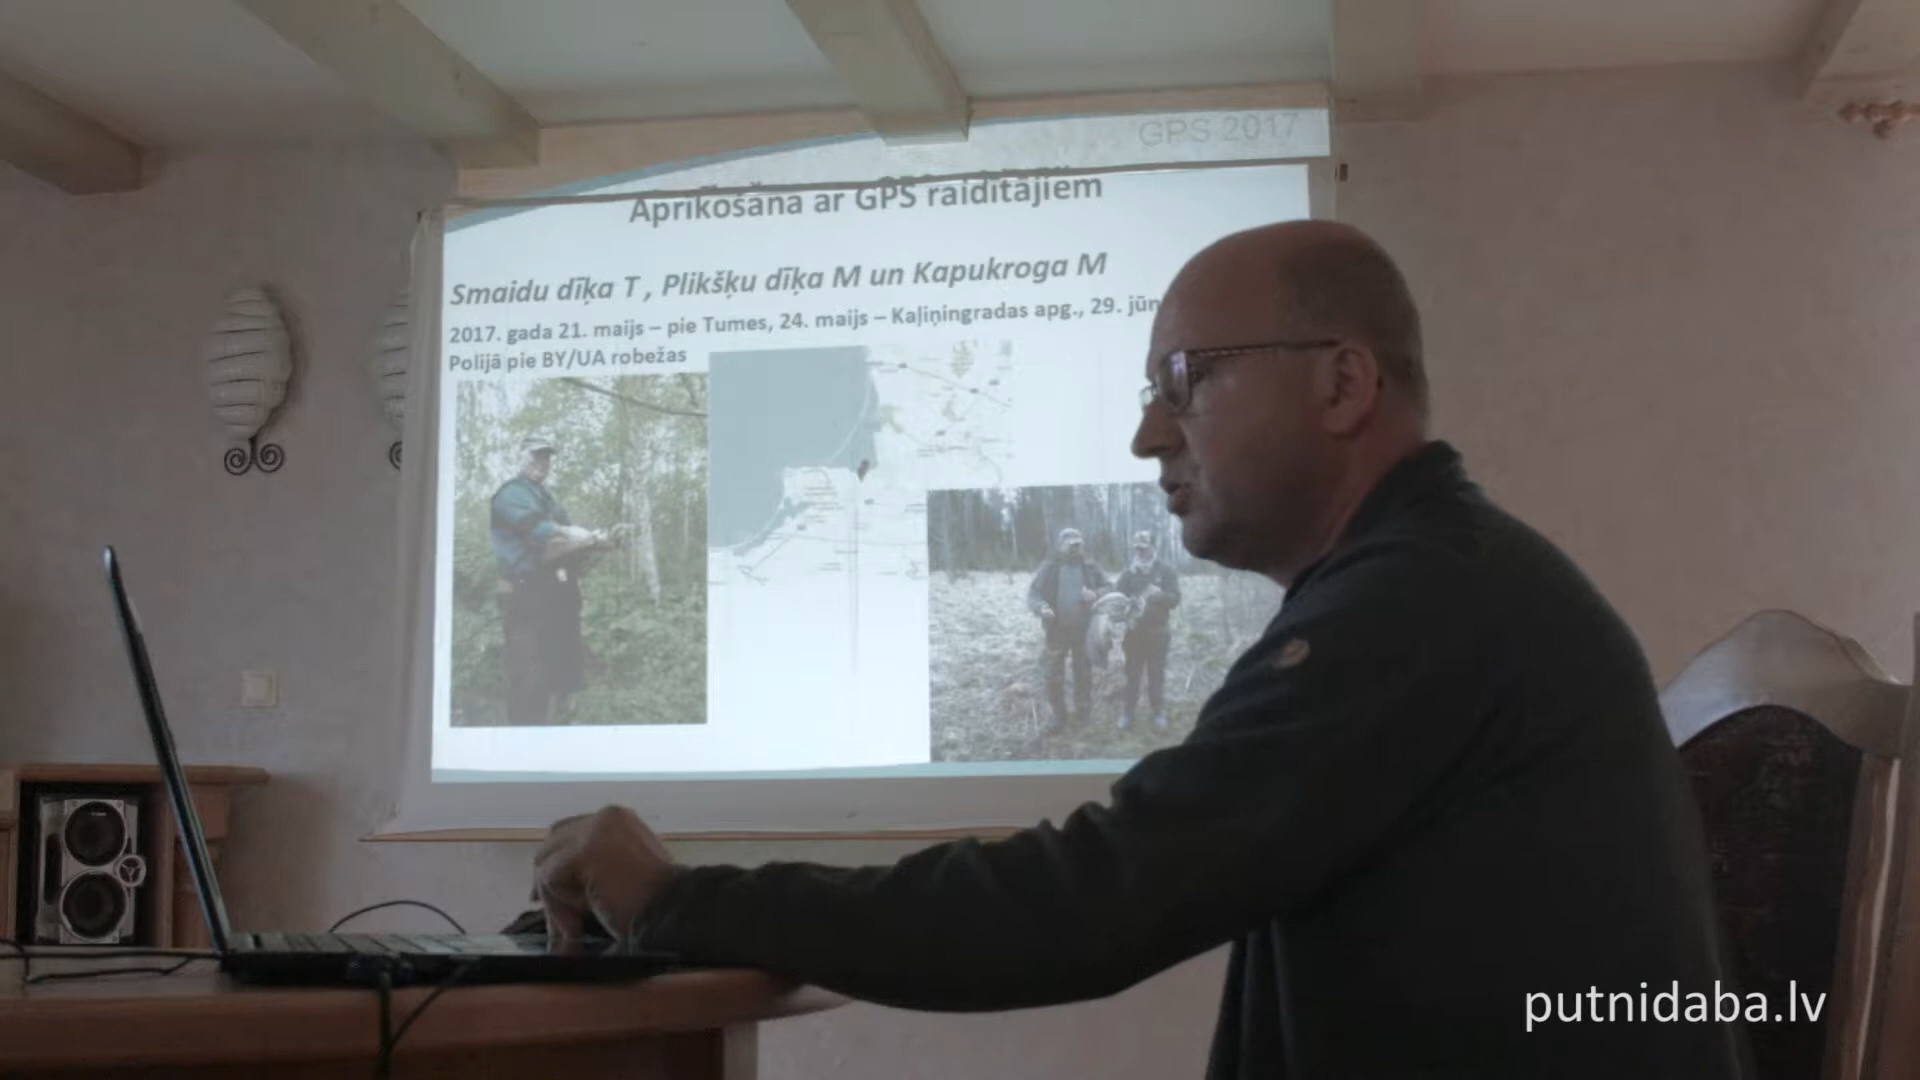 GPS 2017
Aprīkošana ar GPS raidītājiem
Smaidu dīķa T , Plikšķu dīķa M un Kapukroga M
2017. gada 21. maijs – pie Tumes, 24. maijs – Kaļiņingradas apg., 29. jūn
Polijā pie BY/UA robežas
putnidaba.lv